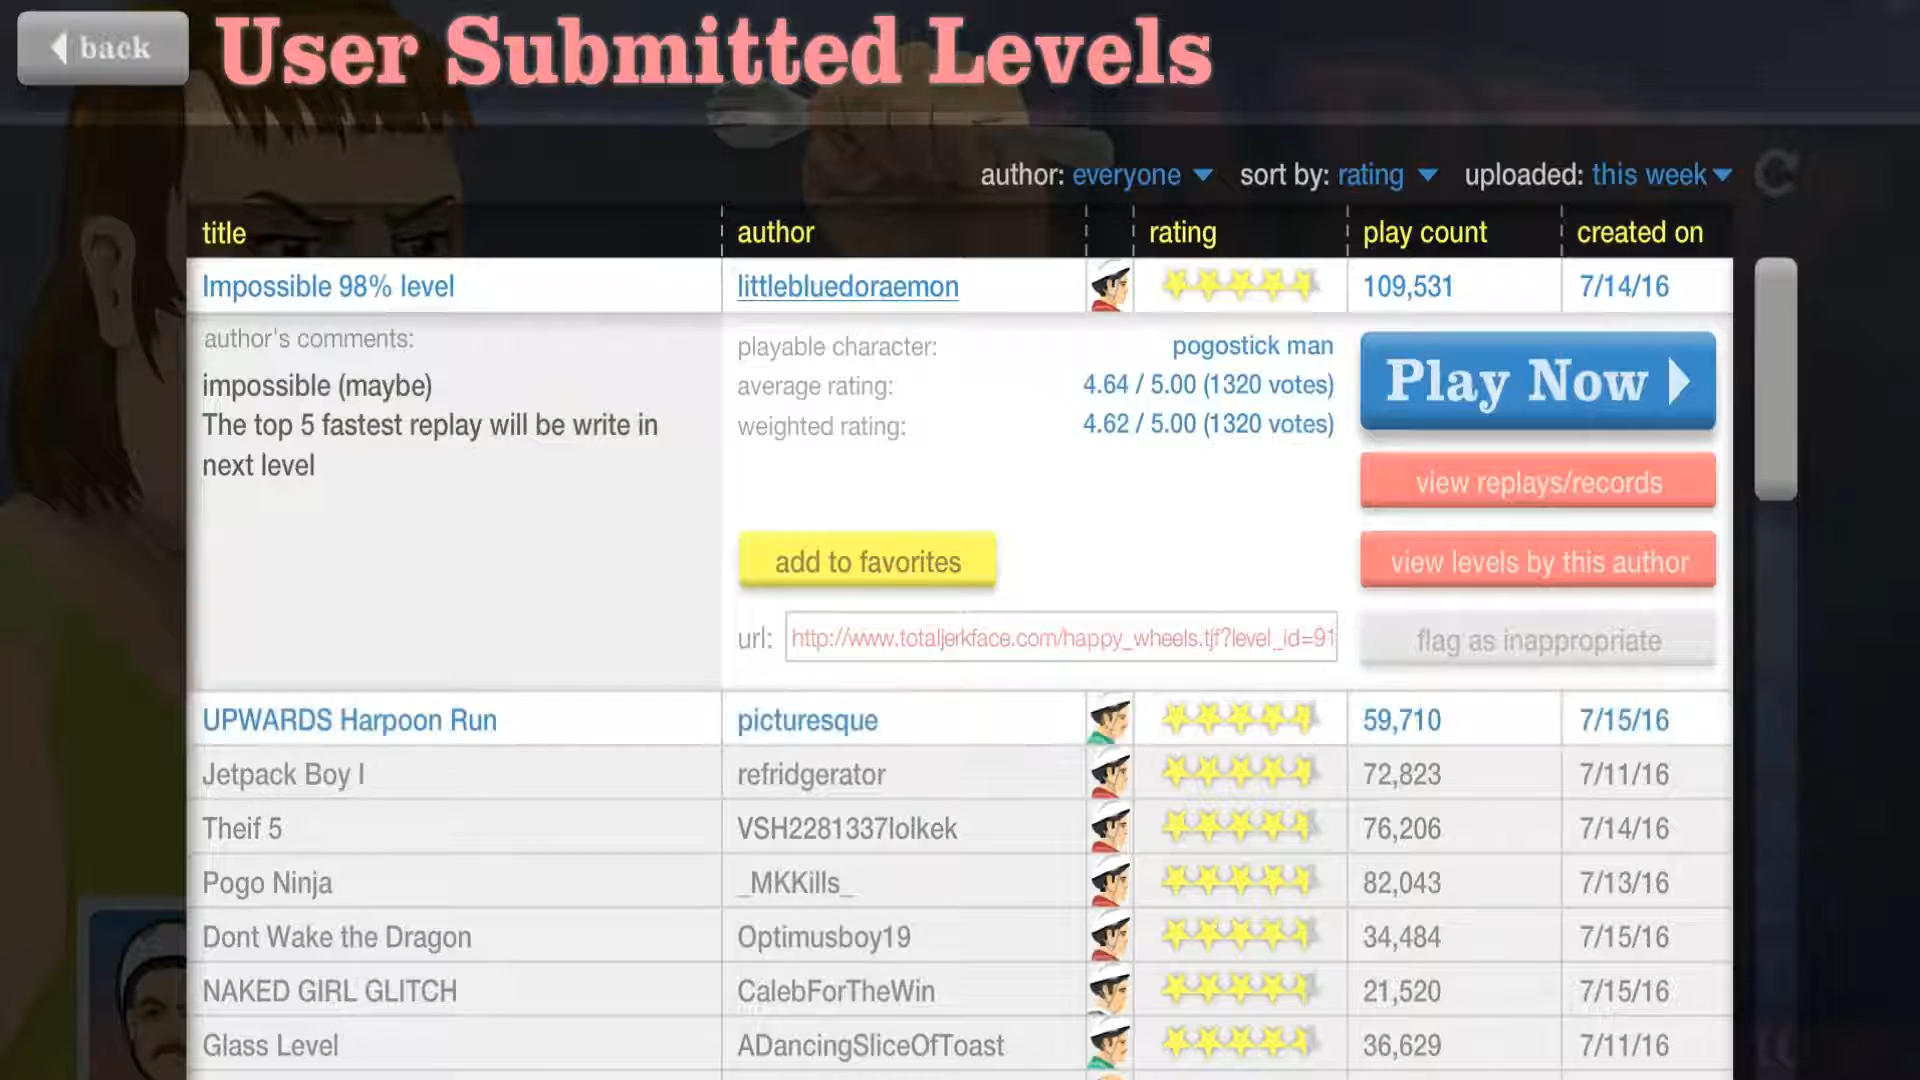 back
User Submitted Levels
author: everyone sort by: rating uploaded: this week
title author rating play count created on
Impossible 98% level littlebluedoraemon 109,531 7/14/16
author's comments:
impossible (maybe)
The top 5 fastest replay will be write in
next level
playable character: pogostick man
average rating: 4.64 / 5.00 (1320 votes)
weighted rating: 4.62 / 5.00 (1320 votes)
add to favorites
url: http://www.totaljerkface.com/happy_wheels.tjf?level_id=91
Play Now
view replays/records
view levels by this author
flag as inappropriate
UPWARDS Harpoon Run picturesque 59,710 7/15/16
Jetpack Boy I refridgerator 72,823 7/11/16
Theif 5 VSH2281337lolkek 76,206 7/14/16
Pogo Ninja _MKKills_ 82,043 7/13/16
Dont Wake the Dragon Optimusboy19 34,484 7/15/16
NAKED GIRL GLITCH CalebForTheWin 21,520 7/15/16
Glass Level ADancingSliceOfToast 36,629 7/11/16